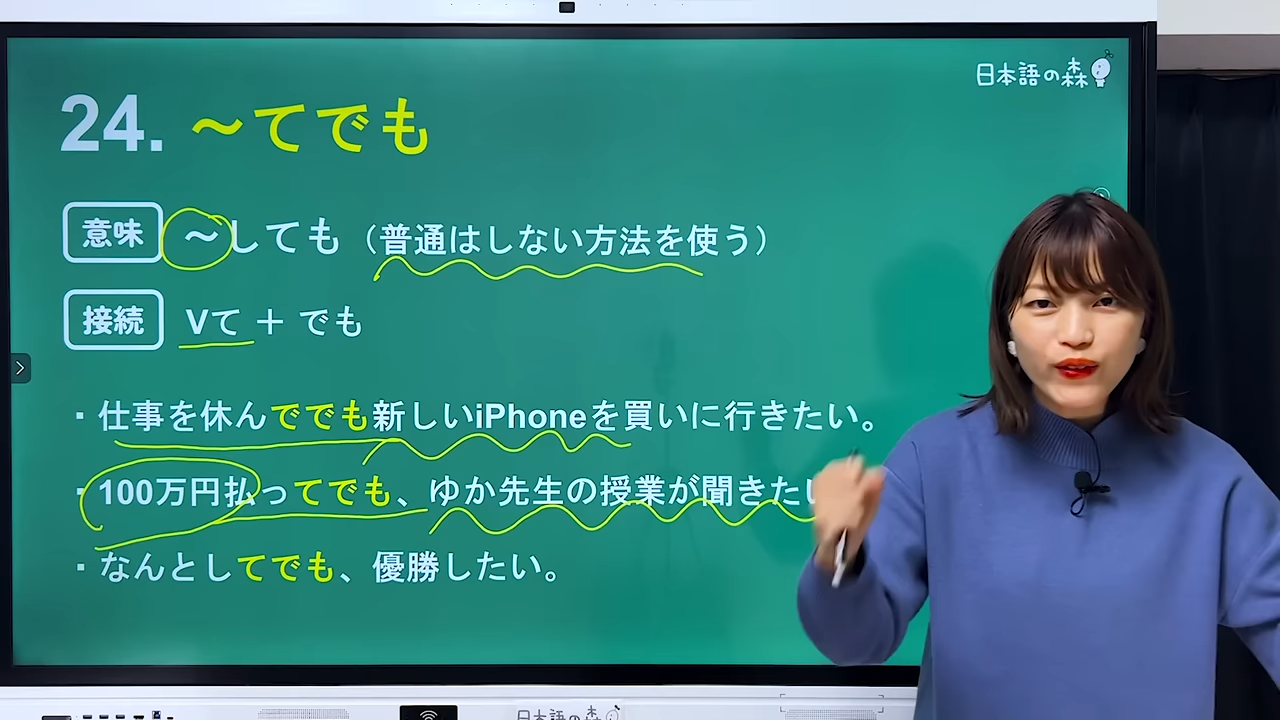 日本語の森
24. ～てでも
意味 ～しても（普通はしない方法を使う）
接続 Vて ＋ でも
・仕事を休んででも新しいiPhoneを買いに行きたい。
・100万円払ってでも、ゆか先生の授業が聞きたい
・なんとしてでも、優勝したい。
日本語の森